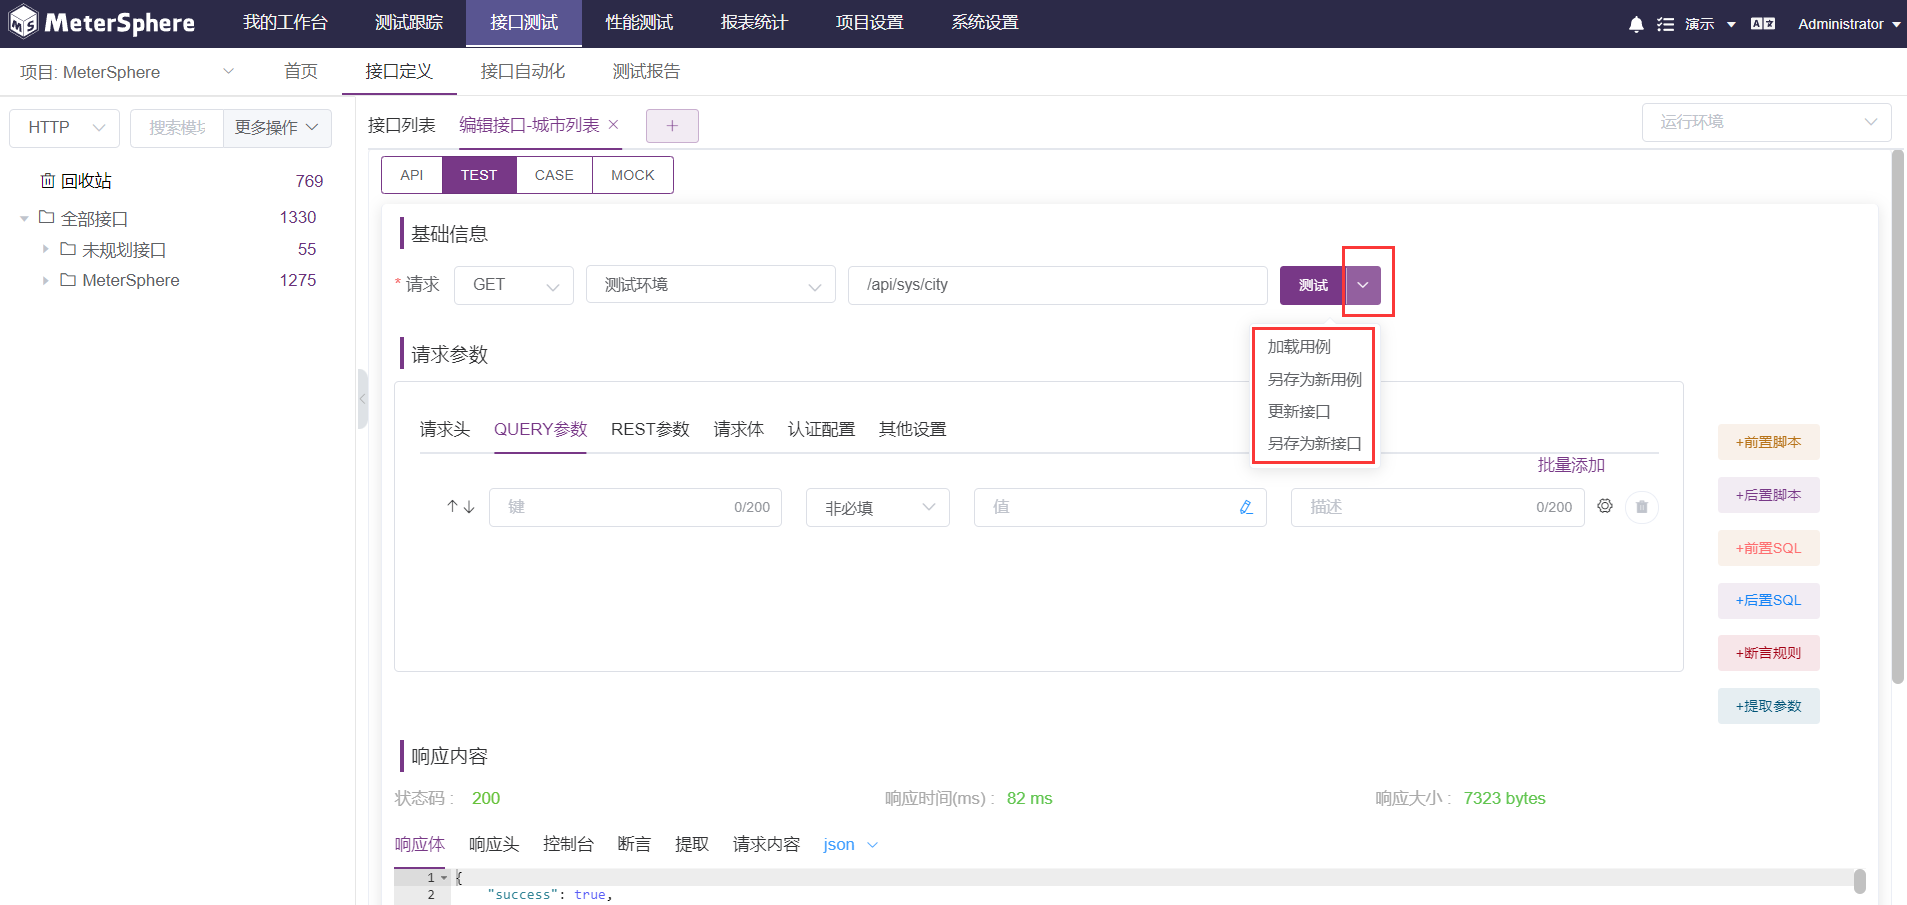 MeterSphere 我的工作台 测试跟踪 接口测试 性能测试 报表统计 项目设置 系统设置 演示 Administrator
项目: MeterSphere 首页 接口定义 接口自动化 测试报告
HTTP 搜索模块 更多操作
接口列表 编辑接口-城市列表 × + 运行环境
回收站 769
全部接口 1330
未规划接口 55
MeterSphere 1275
API TEST CASE MOCK
基础信息
* 请求 GET 测试环境 /api/sys/city 测试
加载用例
另存为新用例
更新接口
另存为新接口
请求参数
请求头 QUERY参数 REST参数 请求体 认证配置 其他设置
批量添加
键 0/200 非必填 值 描述 0/200
+前置脚本
+后置脚本
+前置SQL
+后置SQL
+断言规则
+提取参数
响应内容
状态码 : 200 响应时间(ms) : 82 ms 响应大小 : 7323 bytes
响应体 响应头 控制台 断言 提取 请求内容 json
1 {
2 "success": true,